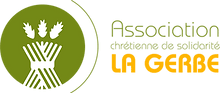 Association
chrétienne de solidarité
LA GERBE